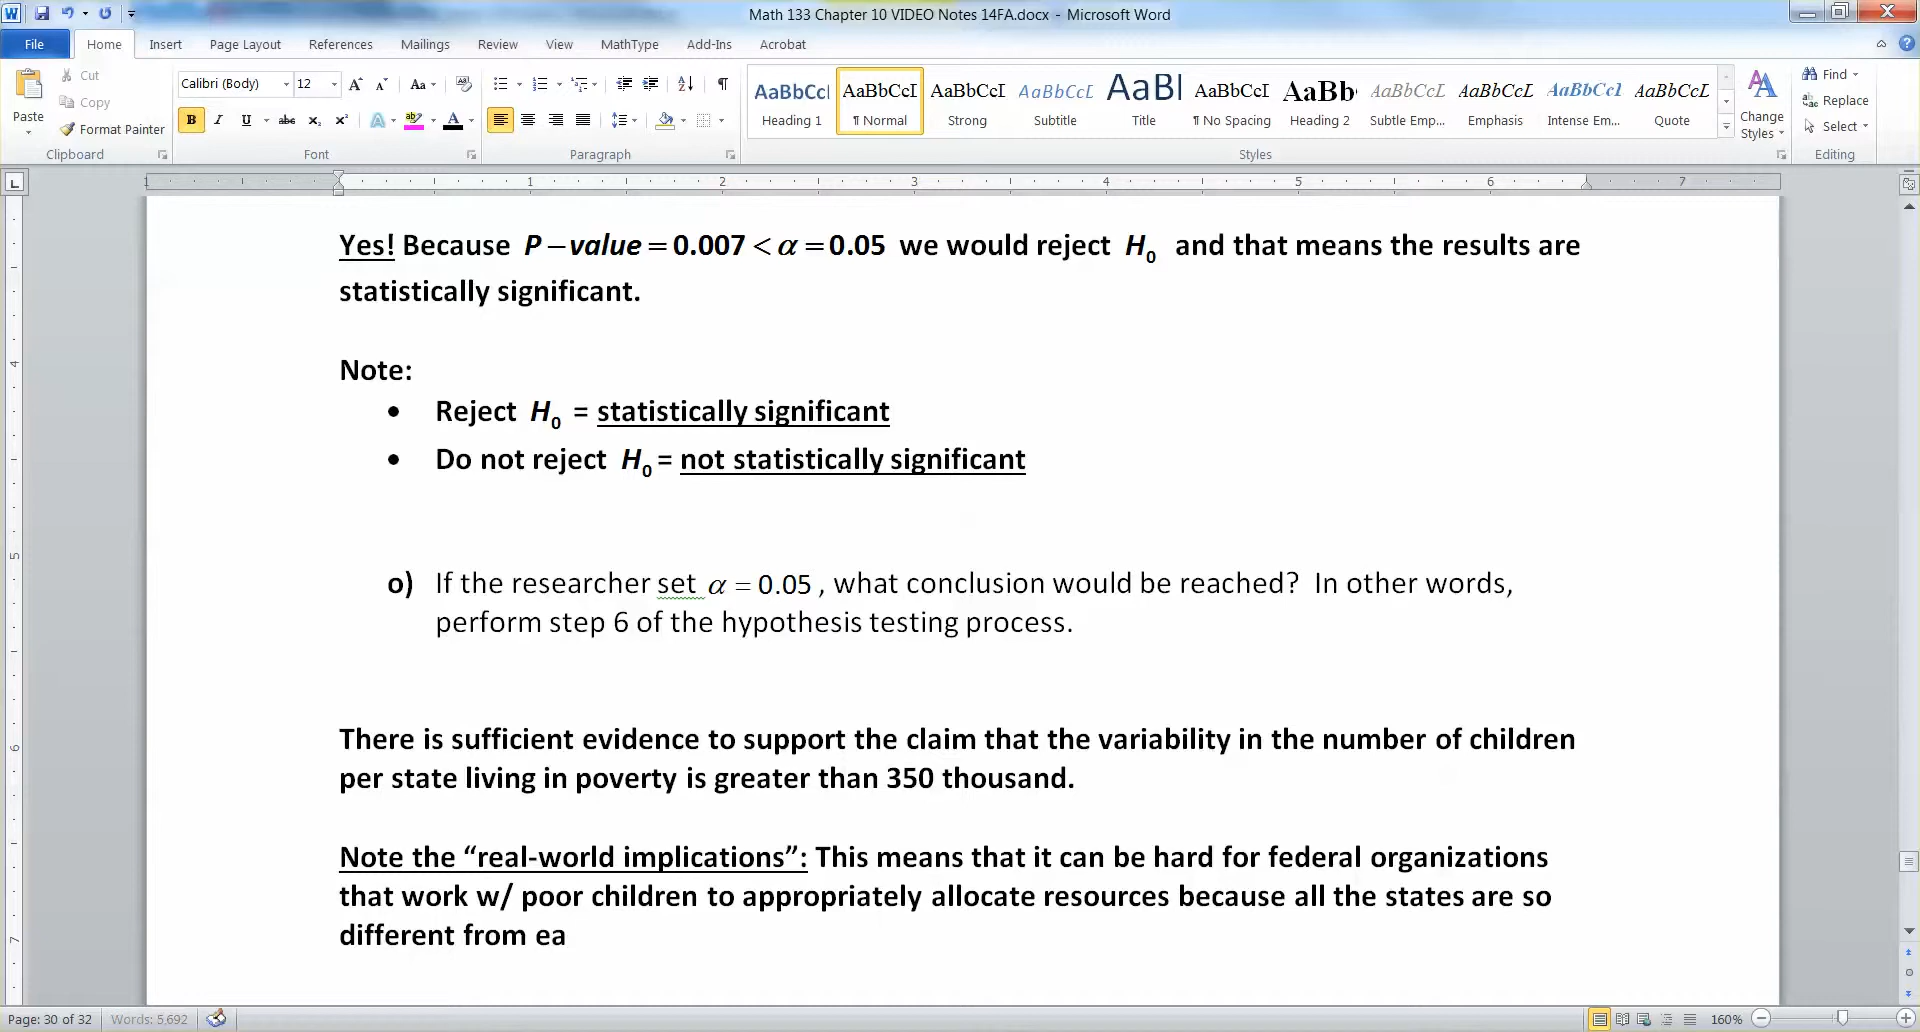 Math 133 Chapter 10 VIDEO Notes 14FA.docx - Microsoft Word
File Home Insert Page Layout References Mailings Review View MathType Add-Ins Acrobat
Paste Cut Copy Format Painter Clipboard
Calibri (Body) 12 Font
Paragraph
AaBbCcI AaBbCcI AaBbCcI AaBbCcL AaBl AaBbCcI AaBb AaBbCcL AaBbCcL AaBbCcI AaBbCcL
Heading 1 ¶ Normal Strong Subtitle Title ¶ No Spacing Heading 2 Subtle Emp... Emphasis Intense Em... Quote
Styles
Change Styles
Find Replace Select Editing
1 1 2 3 4 5 6 7
Yes! Because P – value = 0.007 < α = 0.05 we would reject H₀ and that means the results are
statistically significant.
Note:
• Reject H₀ = statistically significant
• Do not reject H₀ = not statistically significant
o) If the researcher set α = 0.05 , what conclusion would be reached? In other words,
perform step 6 of the hypothesis testing process.
There is sufficient evidence to support the claim that the variability in the number of children
per state living in poverty is greater than 350 thousand.
Note the “real-world implications”: This means that it can be hard for federal organizations
that work w/ poor children to appropriately allocate resources because all the states are so
different from ea
Page: 30 of 32 Words: 5,692 160%